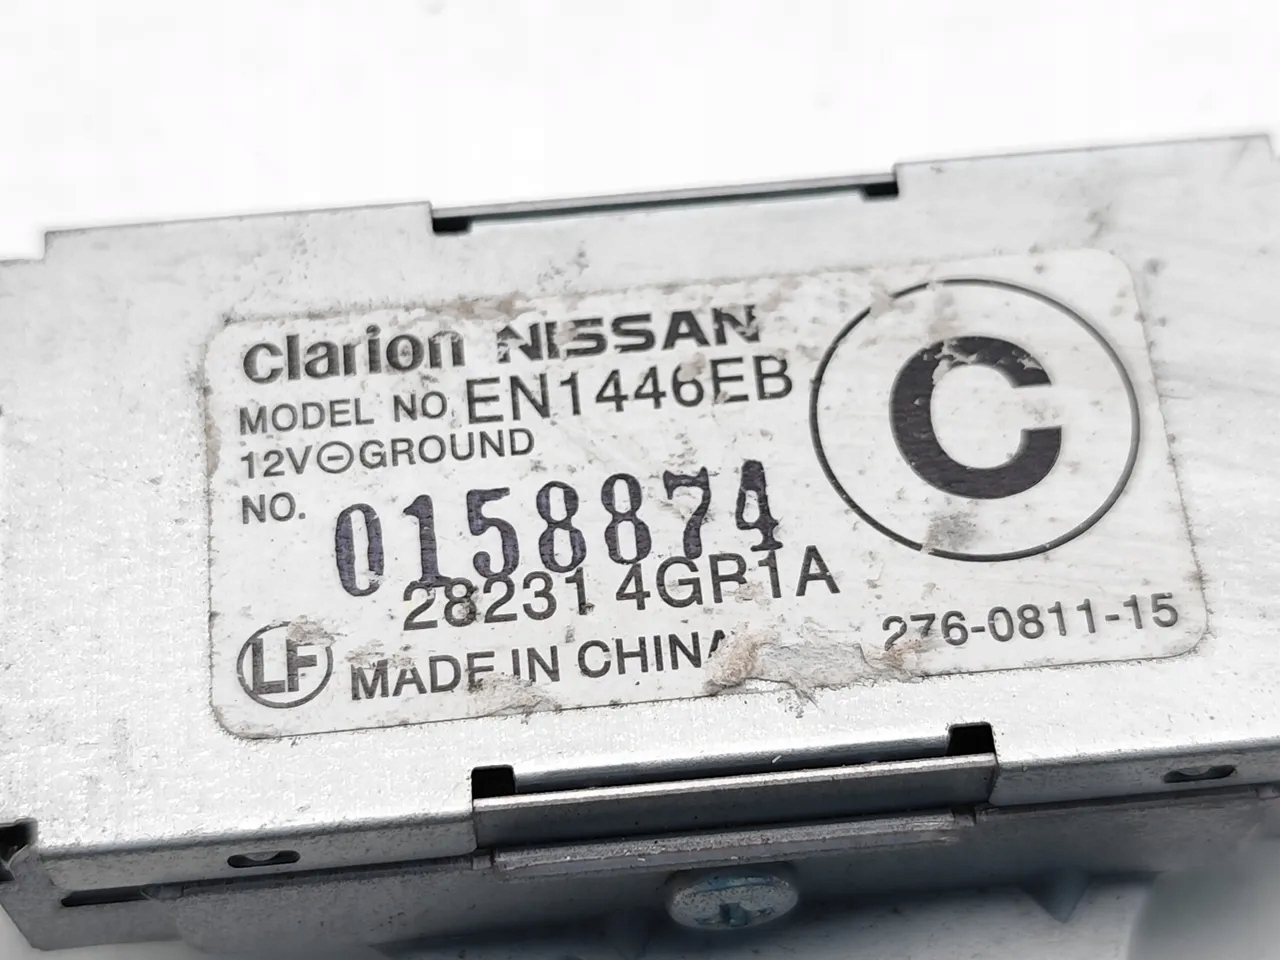 Clarion NISSAN
MODEL NO. EN1446EB
12V⊖GROUND
NO. 0158874
28231 4GR1A
LF MADE IN CHINA
276-0811-15
C